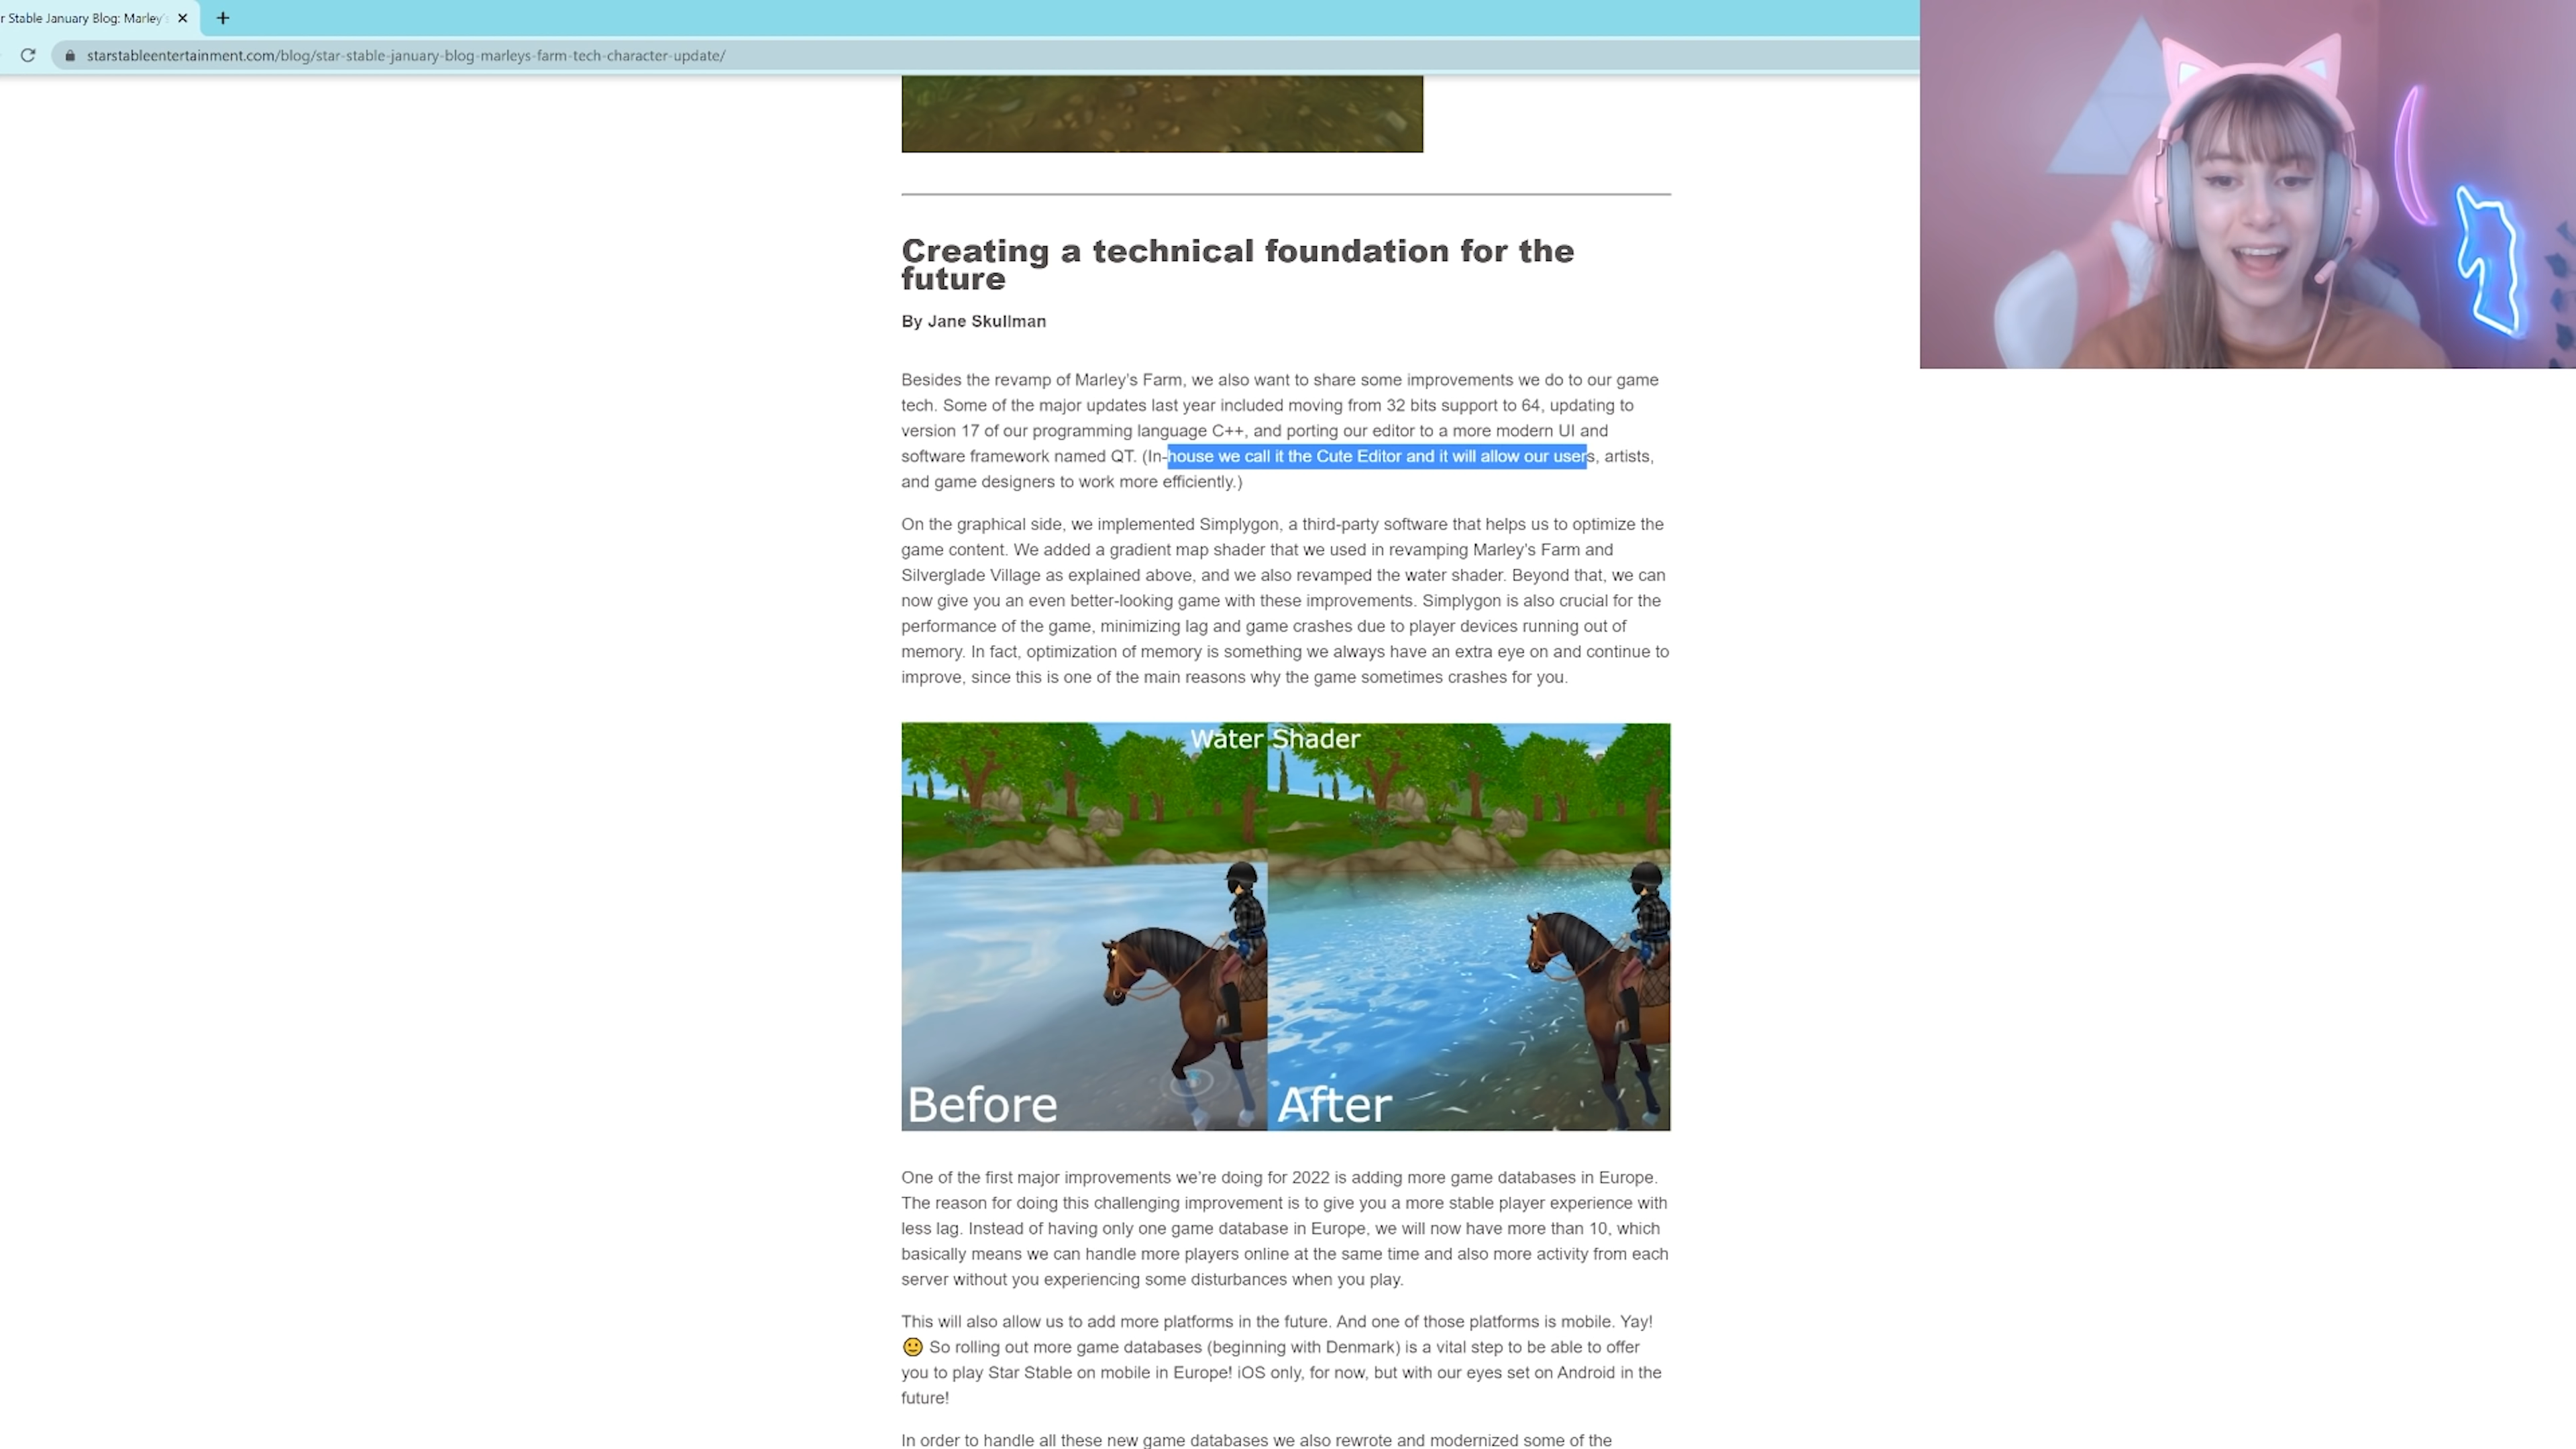 r Stable January Blog: Marley's
starstableentertainment.com/blog/star-stable-january-blog-marleys-farm-tech-character-update/
Creating a technical foundation for the
future
By Jane Skullman
Besides the revamp of Marley’s Farm, we also want to share some improvements we do to our game
tech. Some of the major updates last year included moving from 32 bits support to 64, updating to
version 17 of our programming language C++, and porting our editor to a more modern UI and
software framework named QT. (In-house we call it the Cute Editor and it will allow our users, artists,
and game designers to work more efficiently.)
On the graphical side, we implemented Simplygon, a third-party software that helps us to optimize the
game content. We added a gradient map shader that we used in revamping Marley’s Farm and
Silverglade Village as explained above, and we also revamped the water shader. Beyond that, we can
now give you an even better-looking game with these improvements. Simplygon is also crucial for the
performance of the game, minimizing lag and game crashes due to player devices running out of
memory. In fact, optimization of memory is something we always have an extra eye on and continue to
improve, since this is one of the main reasons why the game sometimes crashes for you.
Water Shader
Before After
One of the first major improvements we’re doing for 2022 is adding more game databases in Europe.
The reason for doing this challenging improvement is to give you a more stable player experience with
less lag. Instead of having only one game database in Europe, we will now have more than 10, which
basically means we can handle more players online at the same time and also more activity from each
server without you experiencing some disturbances when you play.
This will also allow us to add more platforms in the future. And one of those platforms is mobile. Yay!
🙂 So rolling out more game databases (beginning with Denmark) is a vital step to be able to offer
you to play Star Stable on mobile in Europe! iOS only, for now, but with our eyes set on Android in the
future!
In order to handle all these new game databases we also rewrote and modernized some of the